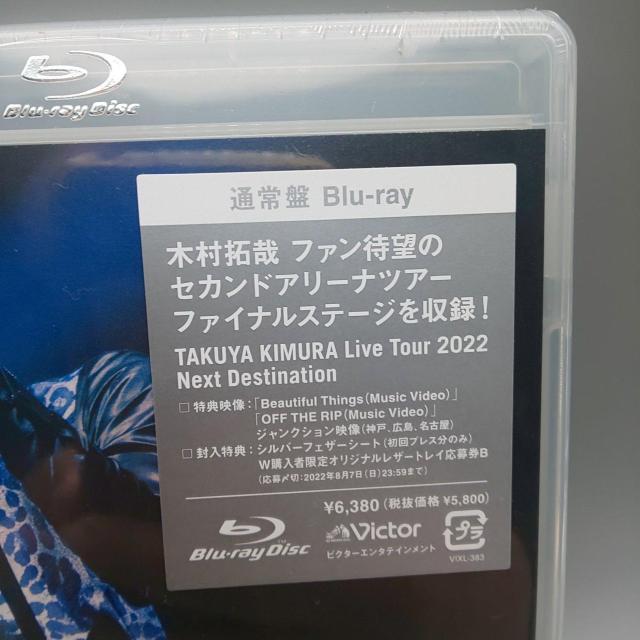 Blu-ray Disc
通常盤 Blu-ray
木村拓哉 ファン待望の
セカンドアリーナツアー
ファイナルステージを収録!
TAKUYA KIMURA Live Tour 2022
Next Destination
□ 特典映像:「Beautiful Things(Music Video)」
「OFF THE RIP(Music Video)」
ジャンクション映像(神戸、広島、名古屋)
□ 封入特典:シルバーフェザーシート(初回プレス分のみ)
W購入者限定オリジナルレザートレイ応募券B
(応募〆切:2022年8月7日(日)23:59まで)
¥6,380(税抜価格 ¥5,800)
Blu-ray Disc
Victor
ビクターエンタテインメント
プラ
VIXL-383